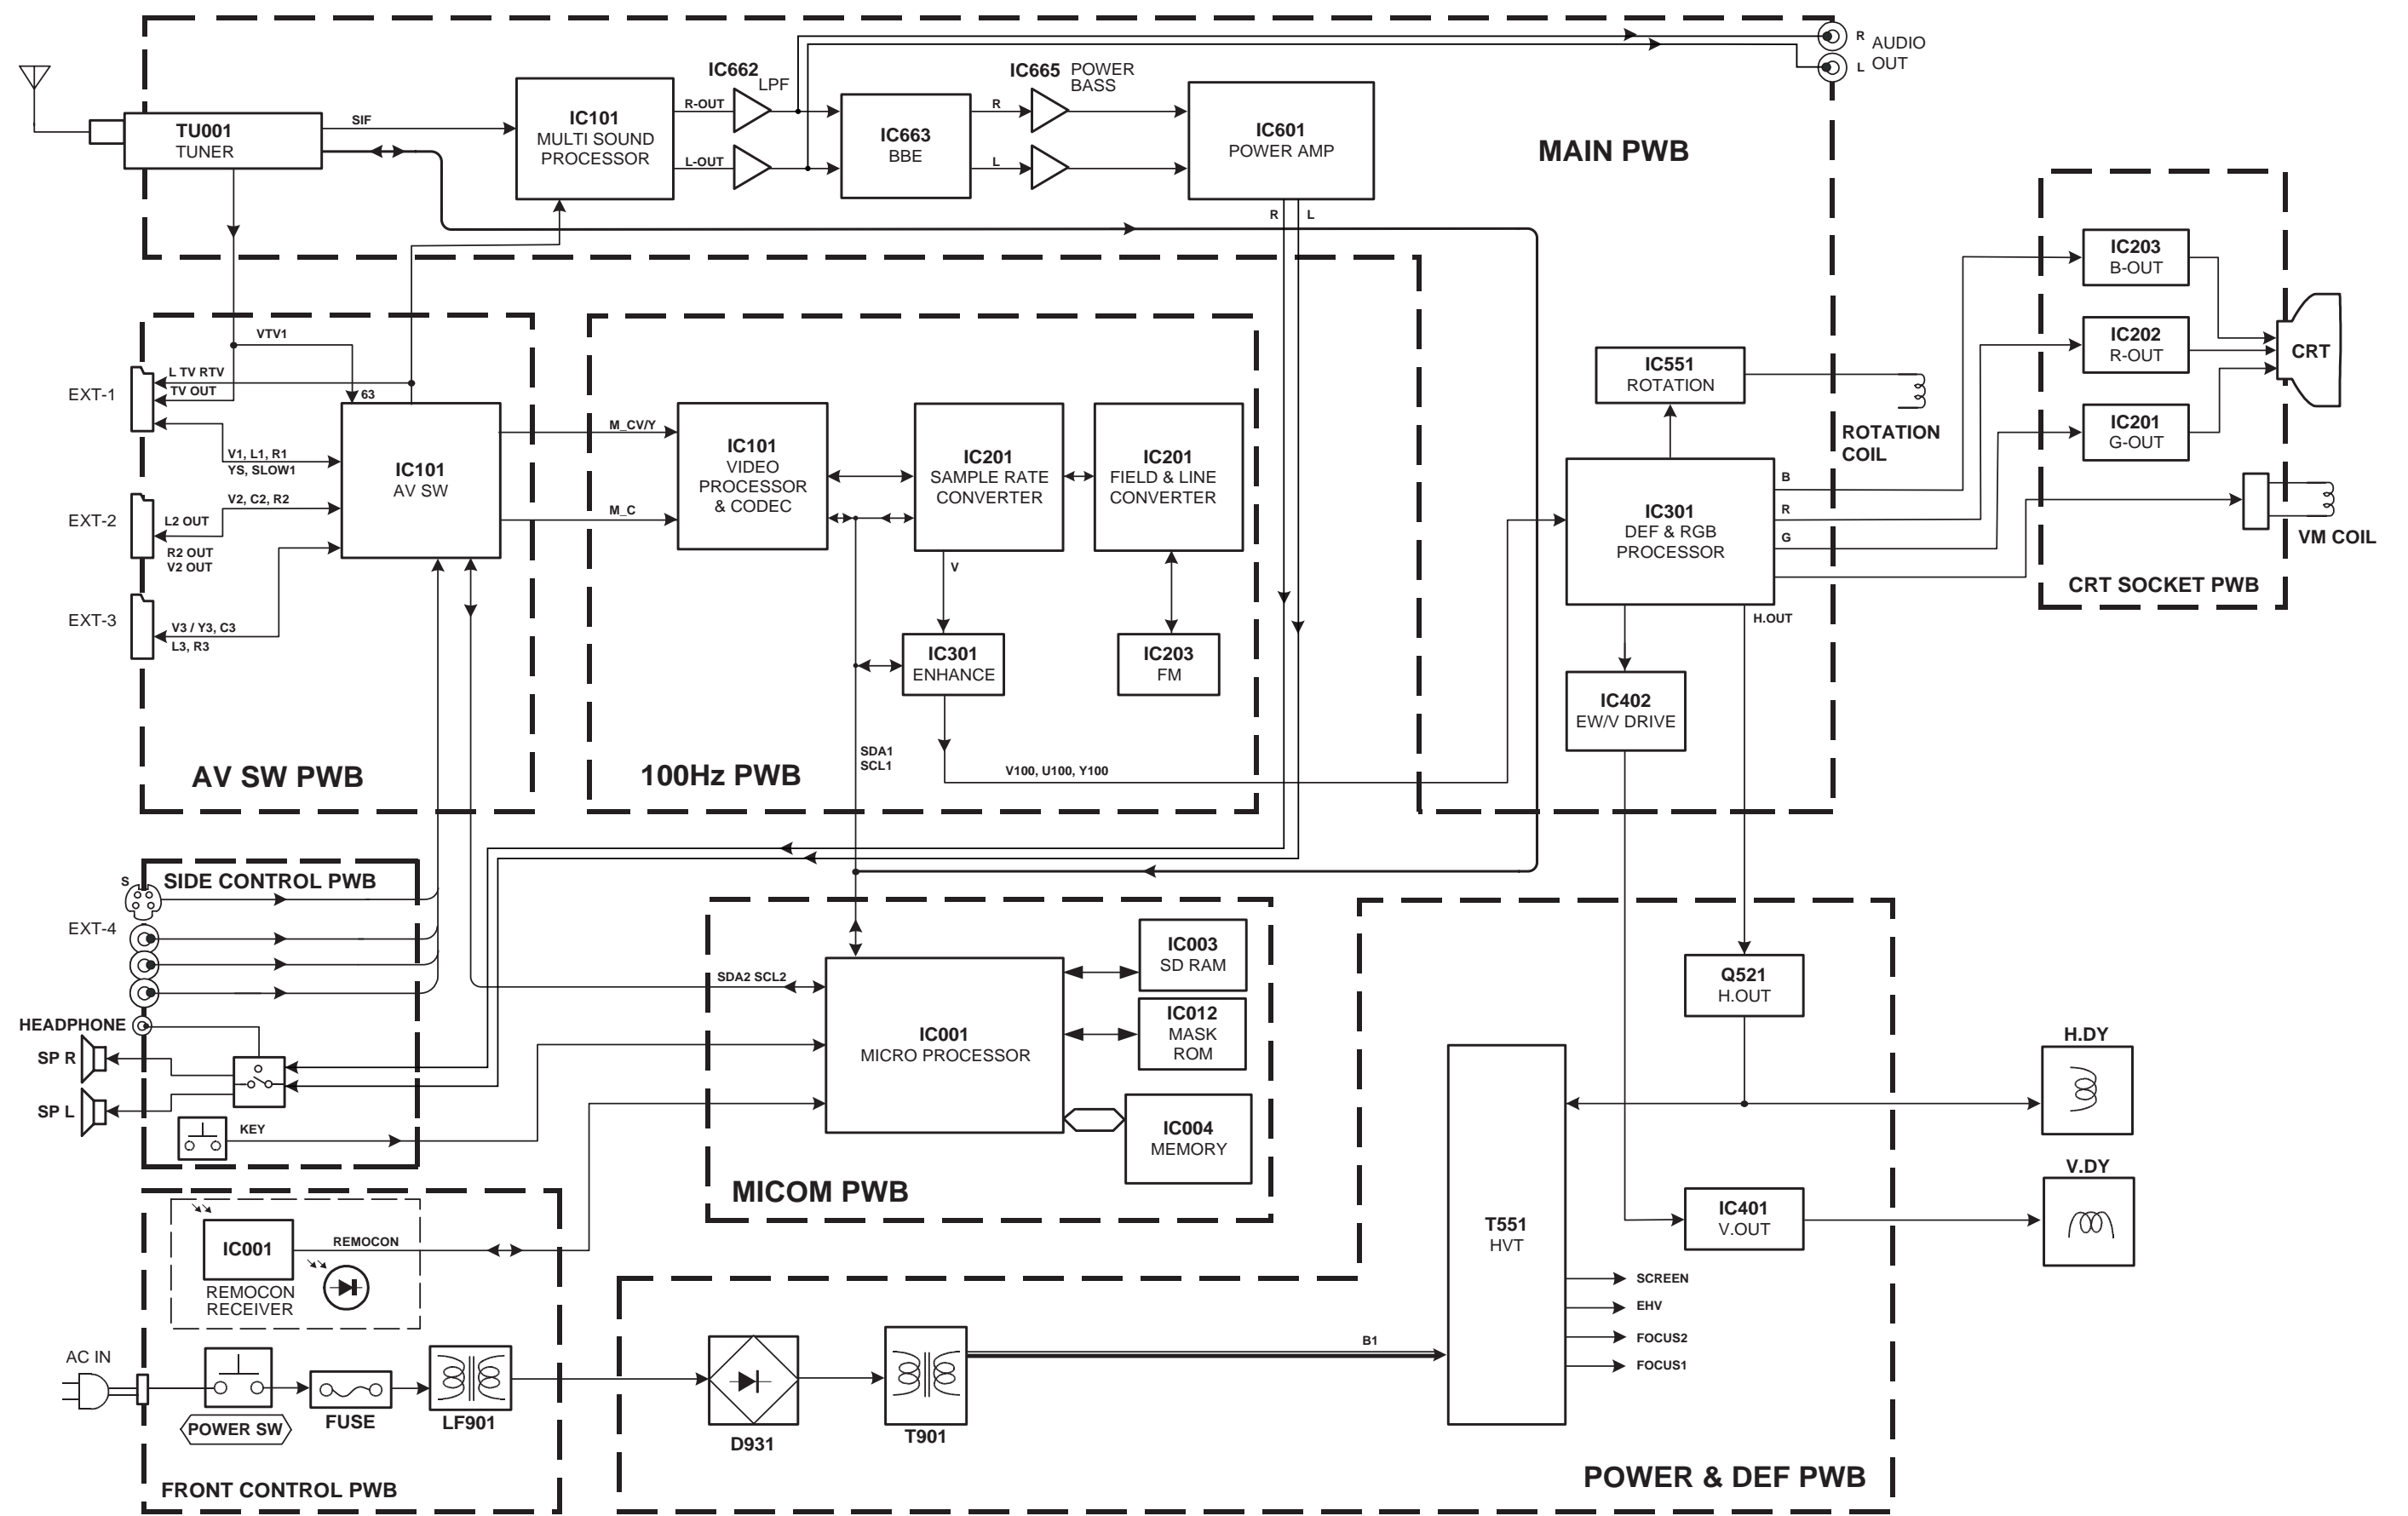 R AUDIO
L OUT
IC662
LPF
IC665 POWER
BASS
TU001
TUNER
SIF
IC101
MULTI SOUND
PROCESSOR
R-OUT
L-OUT
IC663
BBE
R
L
IC601
POWER AMP
R L
MAIN PWB
IC203
B-OUT
IC202
R-OUT
IC201
G-OUT
CRT
VM COIL
CRT SOCKET PWB
VTV1
L TV RTV
TV OUT
63
EXT-1
V1, L1, R1
YS, SLOW1
EXT-2
V2, C2, R2
L2 OUT
R2 OUT
V2 OUT
EXT-3
V3 / Y3, C3
L3, R3
IC101
AV SW
AV SW PWB
M_CV/Y
M_C
IC101
VIDEO
PROCESSOR
& CODEC
IC201
SAMPLE RATE
CONVERTER
IC201
FIELD & LINE
CONVERTER
V
IC301
ENHANCE
IC203
FM
SDA1
SCL1
V100, U100, Y100
100Hz PWB
IC551
ROTATION
ROTATION
COIL
IC301
DEF & RGB
PROCESSOR
B
R
G
H.OUT
IC402
EW/V DRIVE
SIDE CONTROL PWB
S
EXT-4
HEADPHONE
SP R
SP L
KEY
SDA2 SCL2
IC001
MICRO PROCESSOR
IC003
SD RAM
IC012
MASK
ROM
IC004
MEMORY
MICOM PWB
Q521
H.OUT
H.DY
V.DY
IC401
V.OUT
T551
HVT
SCREEN
EHV
FOCUS2
FOCUS1
IC001
REMOCON
REMOCON
RECEIVER
AC IN
POWER SW
FUSE
LF901
D931
T901
B1
FRONT CONTROL PWB
POWER & DEF PWB